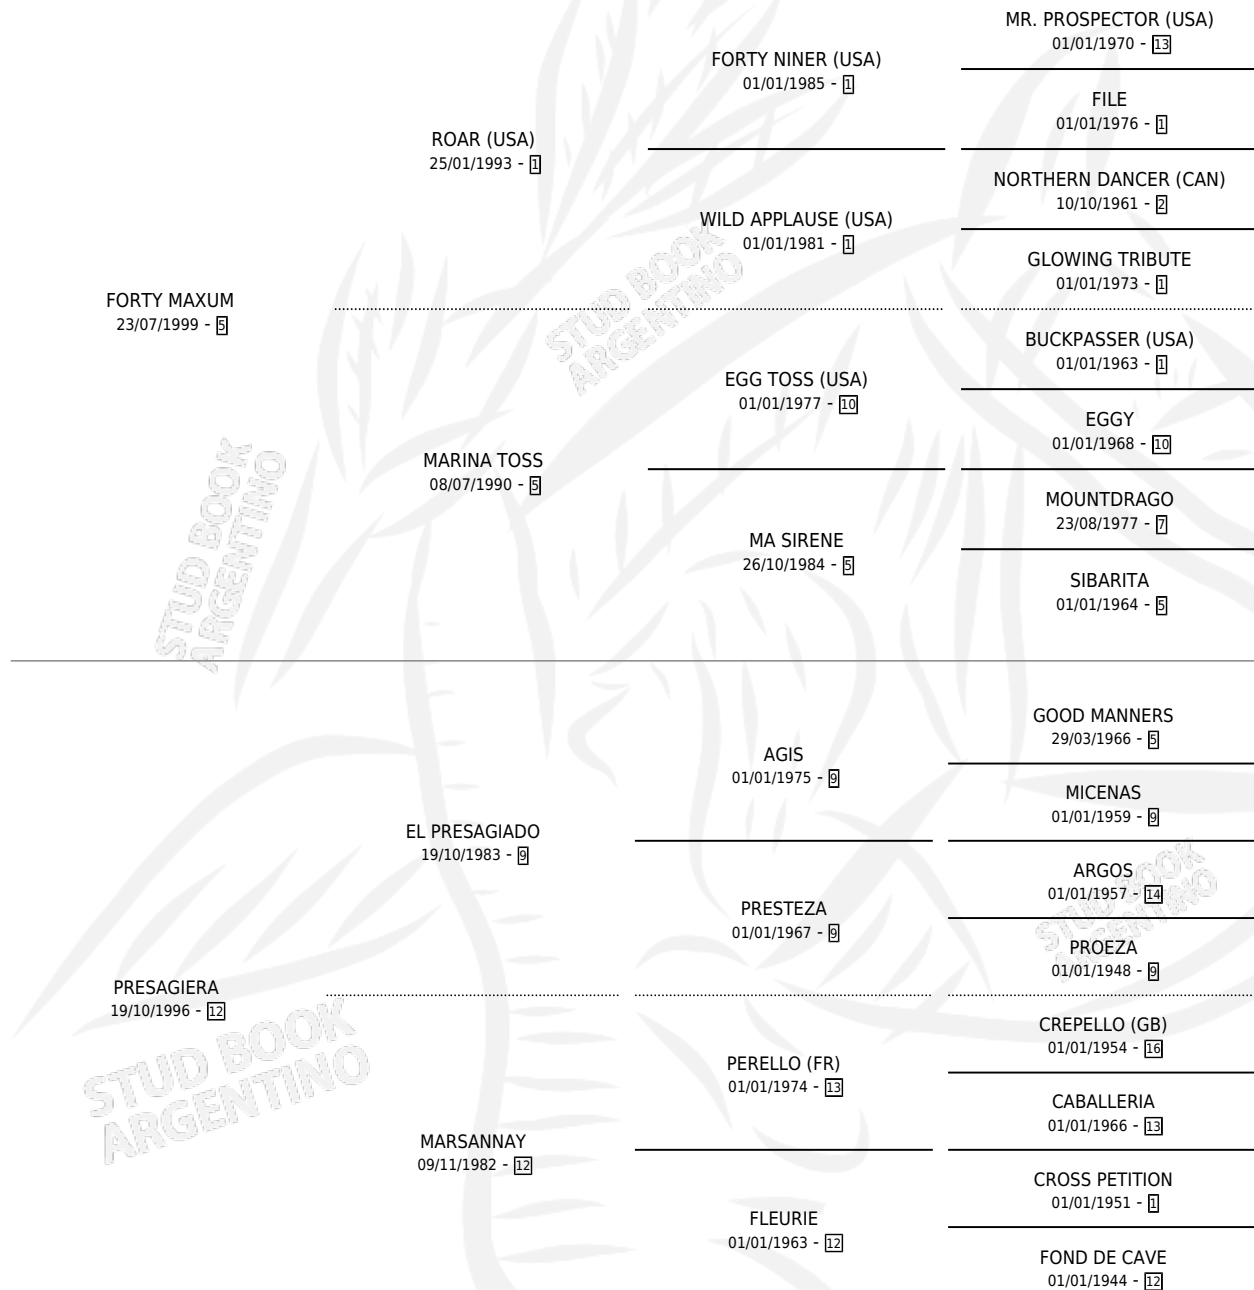 MR. PROSPECTOR (USA)
01/01/1970 - 13
FORTY NINER (USA)
01/01/1985 - 1
FILE
01/01/1976 - 1
ROAR (USA)
25/01/1993 - 1
NORTHERN DANCER (CAN)
10/10/1961 - 2
WILD APPLAUSE (USA)
01/01/1981 - 1
GLOWING TRIBUTE
01/01/1973 - 1
FORTY MAXUM
23/07/1999 - 5
STUD BOOK
ARGENTINO
BUCKPASSER (USA)
01/01/1963 - 1
EGG TOSS (USA)
01/01/1977 - 10
EGGY
01/01/1968 - 10
MARINA TOSS
08/07/1990 - 5
MOUNTDRAGO
23/08/1977 - 7
MA SIRENE
26/10/1984 - 5
SIBARITA
01/01/1964 - 5
STUD BOOK
ARGENTINO
GOOD MANNERS
29/03/1966 - 5
AGIS
01/01/1975 - 9
MICENAS
01/01/1959 - 9
EL PRESAGIADO
19/10/1983 - 9
ARGOS
01/01/1957 - 14
PRESTEZA
01/01/1967 - 9
PROEZA
01/01/1948 - 9
STUD BOOK
ARGENTINO
PRESAGIERA
19/10/1996 - 12
CREPELLO (GB)
01/01/1954 - 16
PERELLO (FR)
01/01/1974 - 13
CABALLERIA
01/01/1966 - 13
STUD BOOK
ARGENTINO
MARSANNAY
09/11/1982 - 12
CROSS PETITION
01/01/1951 - 1
FLEURIE
01/01/1963 - 12
FOND DE CAVE
01/01/1944 - 12